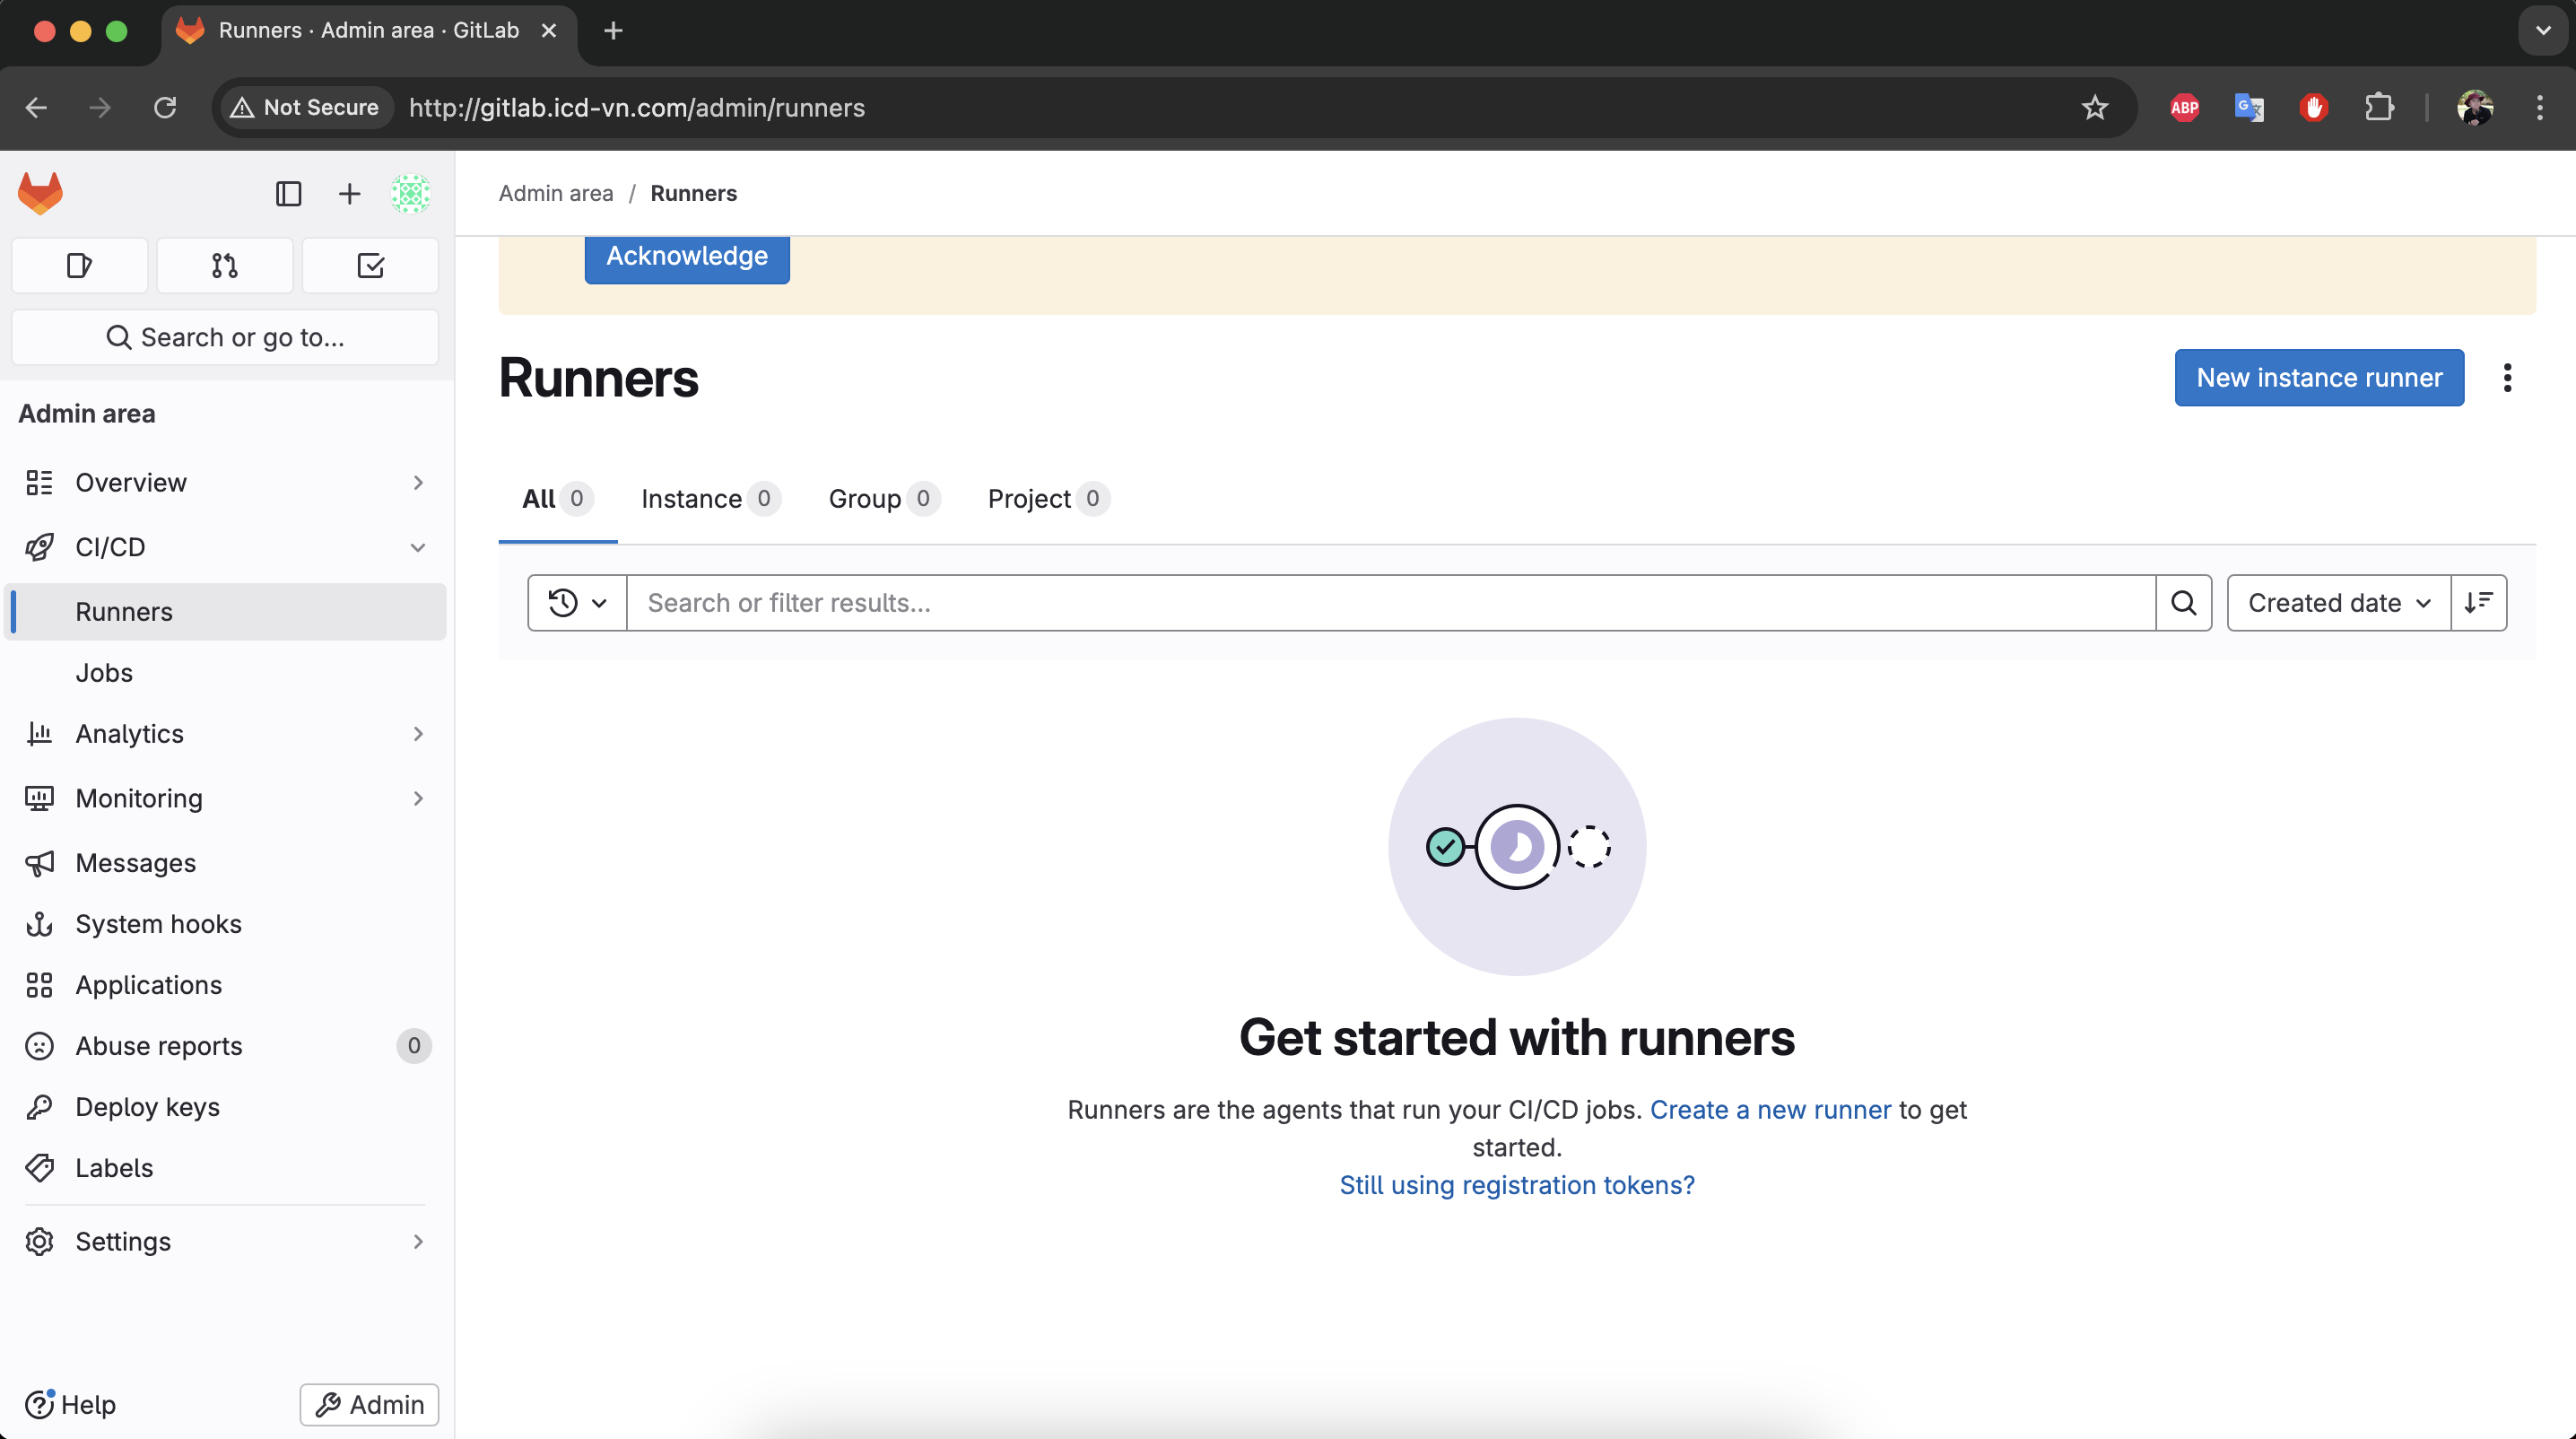 Runners · Admin area · GitLab
Not Secure
http://gitlab.icd-vn.com/admin/runners
ABP
G
Admin area / Runners
Search or go to...
Acknowledge
Runners
New instance runner
Admin area
Overview
CI/CD
Runners
Jobs
Analytics
Monitoring
Messages
System hooks
Applications
Abuse reports 0
Deploy keys
Labels
Settings
Help
Admin
All 0 Instance 0 Group 0 Project 0
Search or filter results...
Created date
Get started with runners
Runners are the agents that run your CI/CD jobs. Create a new runner to get
started.
Still using registration tokens?